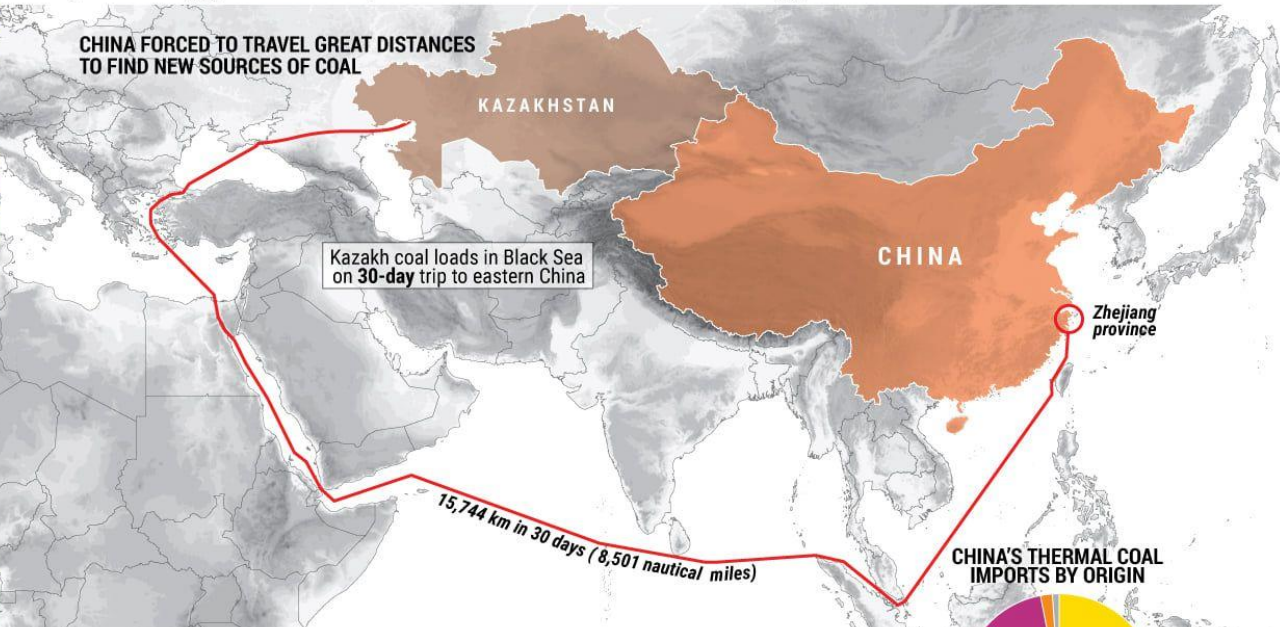 CHINA FORCED TO TRAVEL GREAT DISTANCES
TO FIND NEW SOURCES OF COAL
KAZAKHSTAN
Kazakh coal loads in Black Sea
on 30-day trip to eastern China
CHINA
Zhejiang
province
15,744 km in 30 days ( 8,501 nautical miles)
CHINA'S THERMAL COAL
IMPORTS BY ORIGIN